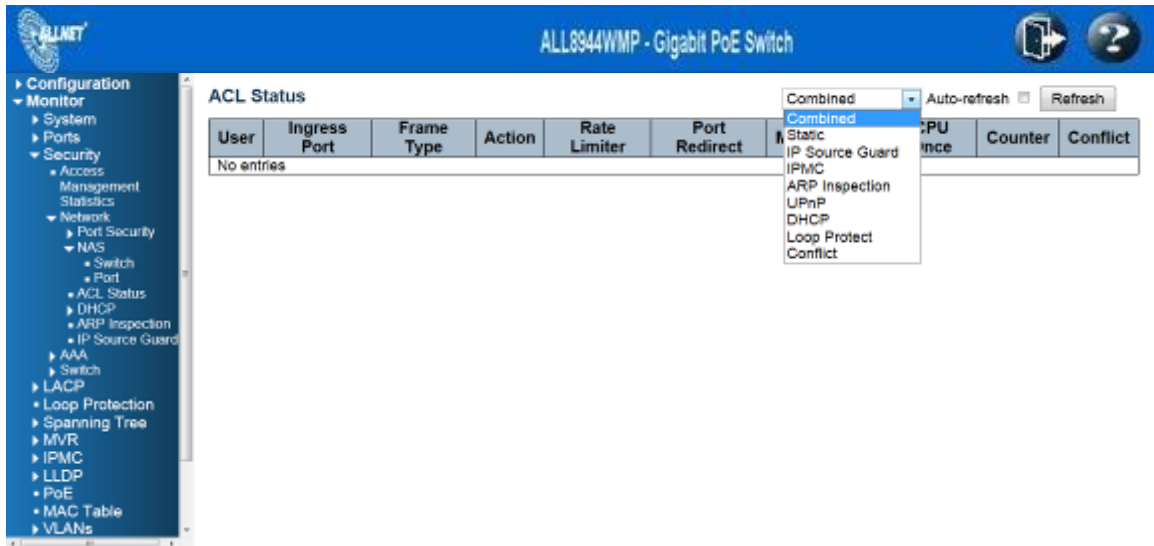 ALLNET
ALL8944WMP - Gigabit PoE Switch
?
Configuration
Monitor
System
Ports
Security
Access
Management
Statistics
Network
Port Security
NAS
Switch
Port
ACL Status
DHCP
ARP Inspection
IP Source Guard
AAA
Switch
LACP
Loop Protection
Spanning Tree
MVR
IPMC
LLDP
PoE
MAC Table
VLANs
ACL Status
Combined Auto-refresh Refresh
User Ingress Port Frame Type Action Rate Limiter Port Redirect Counter Conflict
No entries
Combined
Static
IP Source Guard
IPMC
ARP Inspection
UPnP
DHCP
Loop Protect
Conflict